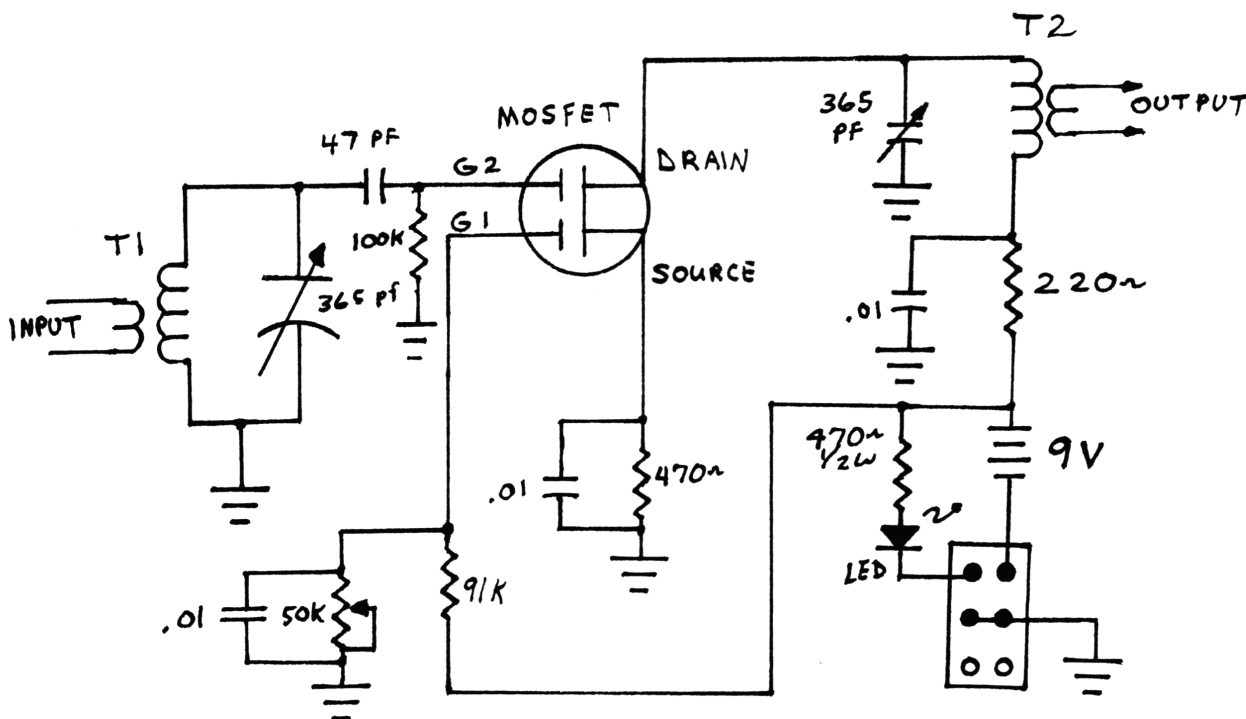 T2
MOSFET
365
PF
OUTPUT
47 PF
DRAIN
G2
G1
100K
T1
SOURCE
365 pf
INPUT
220~
.01
470~
1/2W
9V
470~
.01
LED
91K
50K
.01